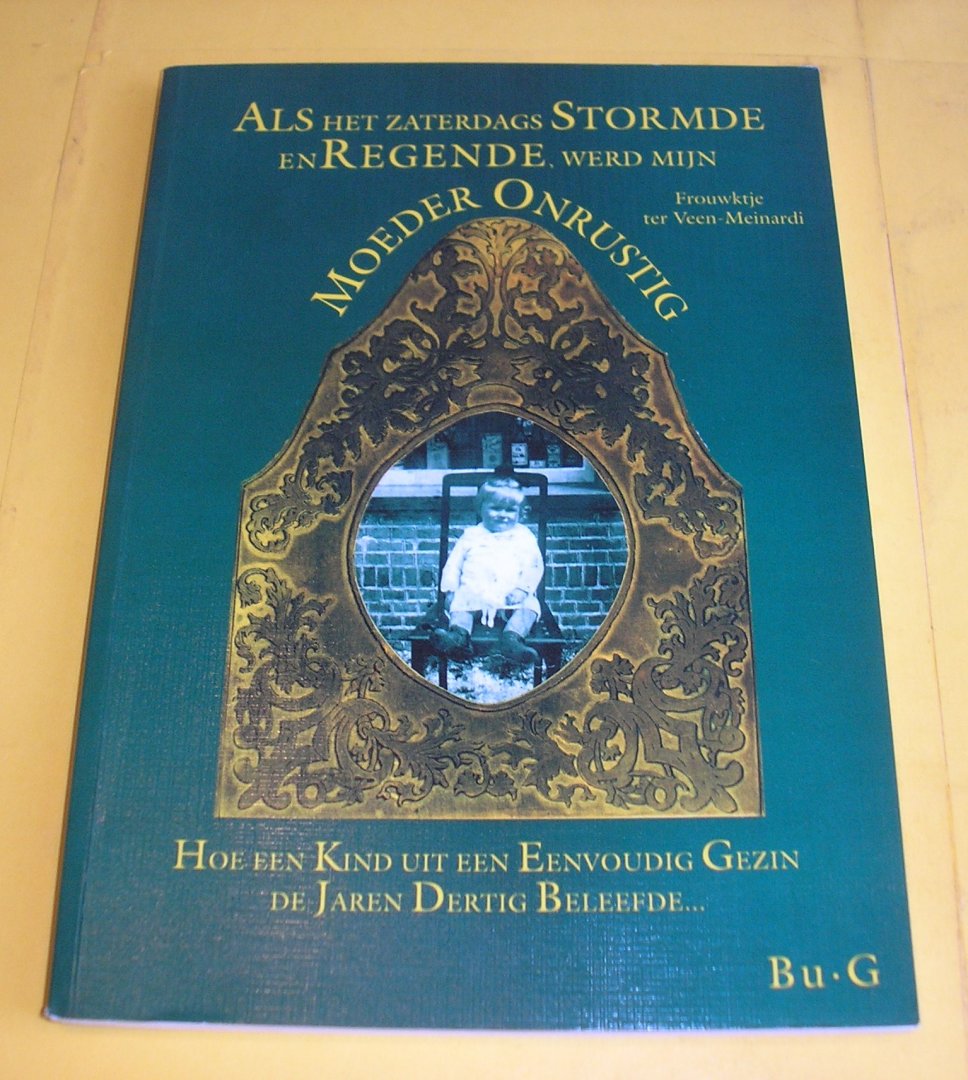 ALS HET ZATERDAGS STORMDE
EN REGENDE, WERD MIJN
MOEDER ONRUSTIG
Frouwktje
ter Veen-Meinardi
HOE EEN KIND UIT EEN EENVOUDIG GEZIN
DE JAREN DERTIG BELEEFDE...
Bu·G